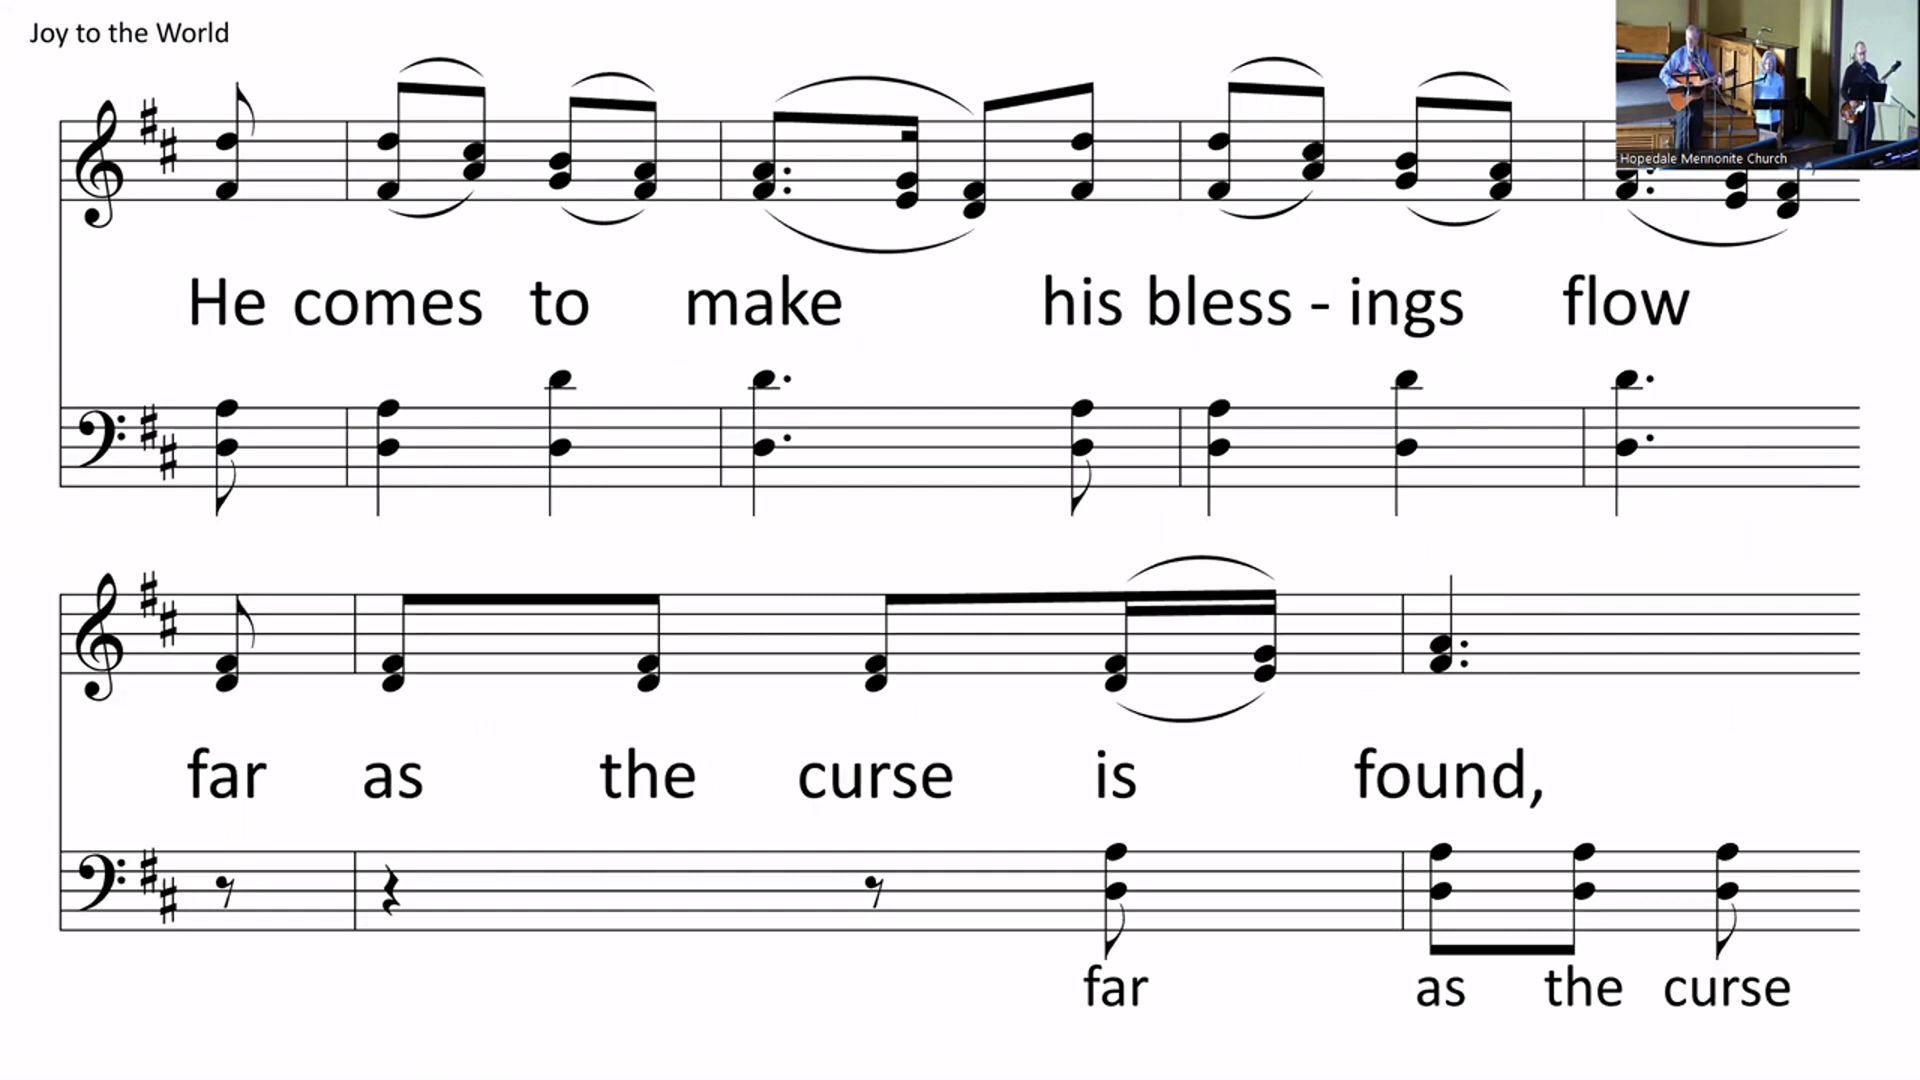 Joy to the World
Hopedale Mennonite Church
He comes to make his bless - ings flow
far as the curse is found,
far as the curse